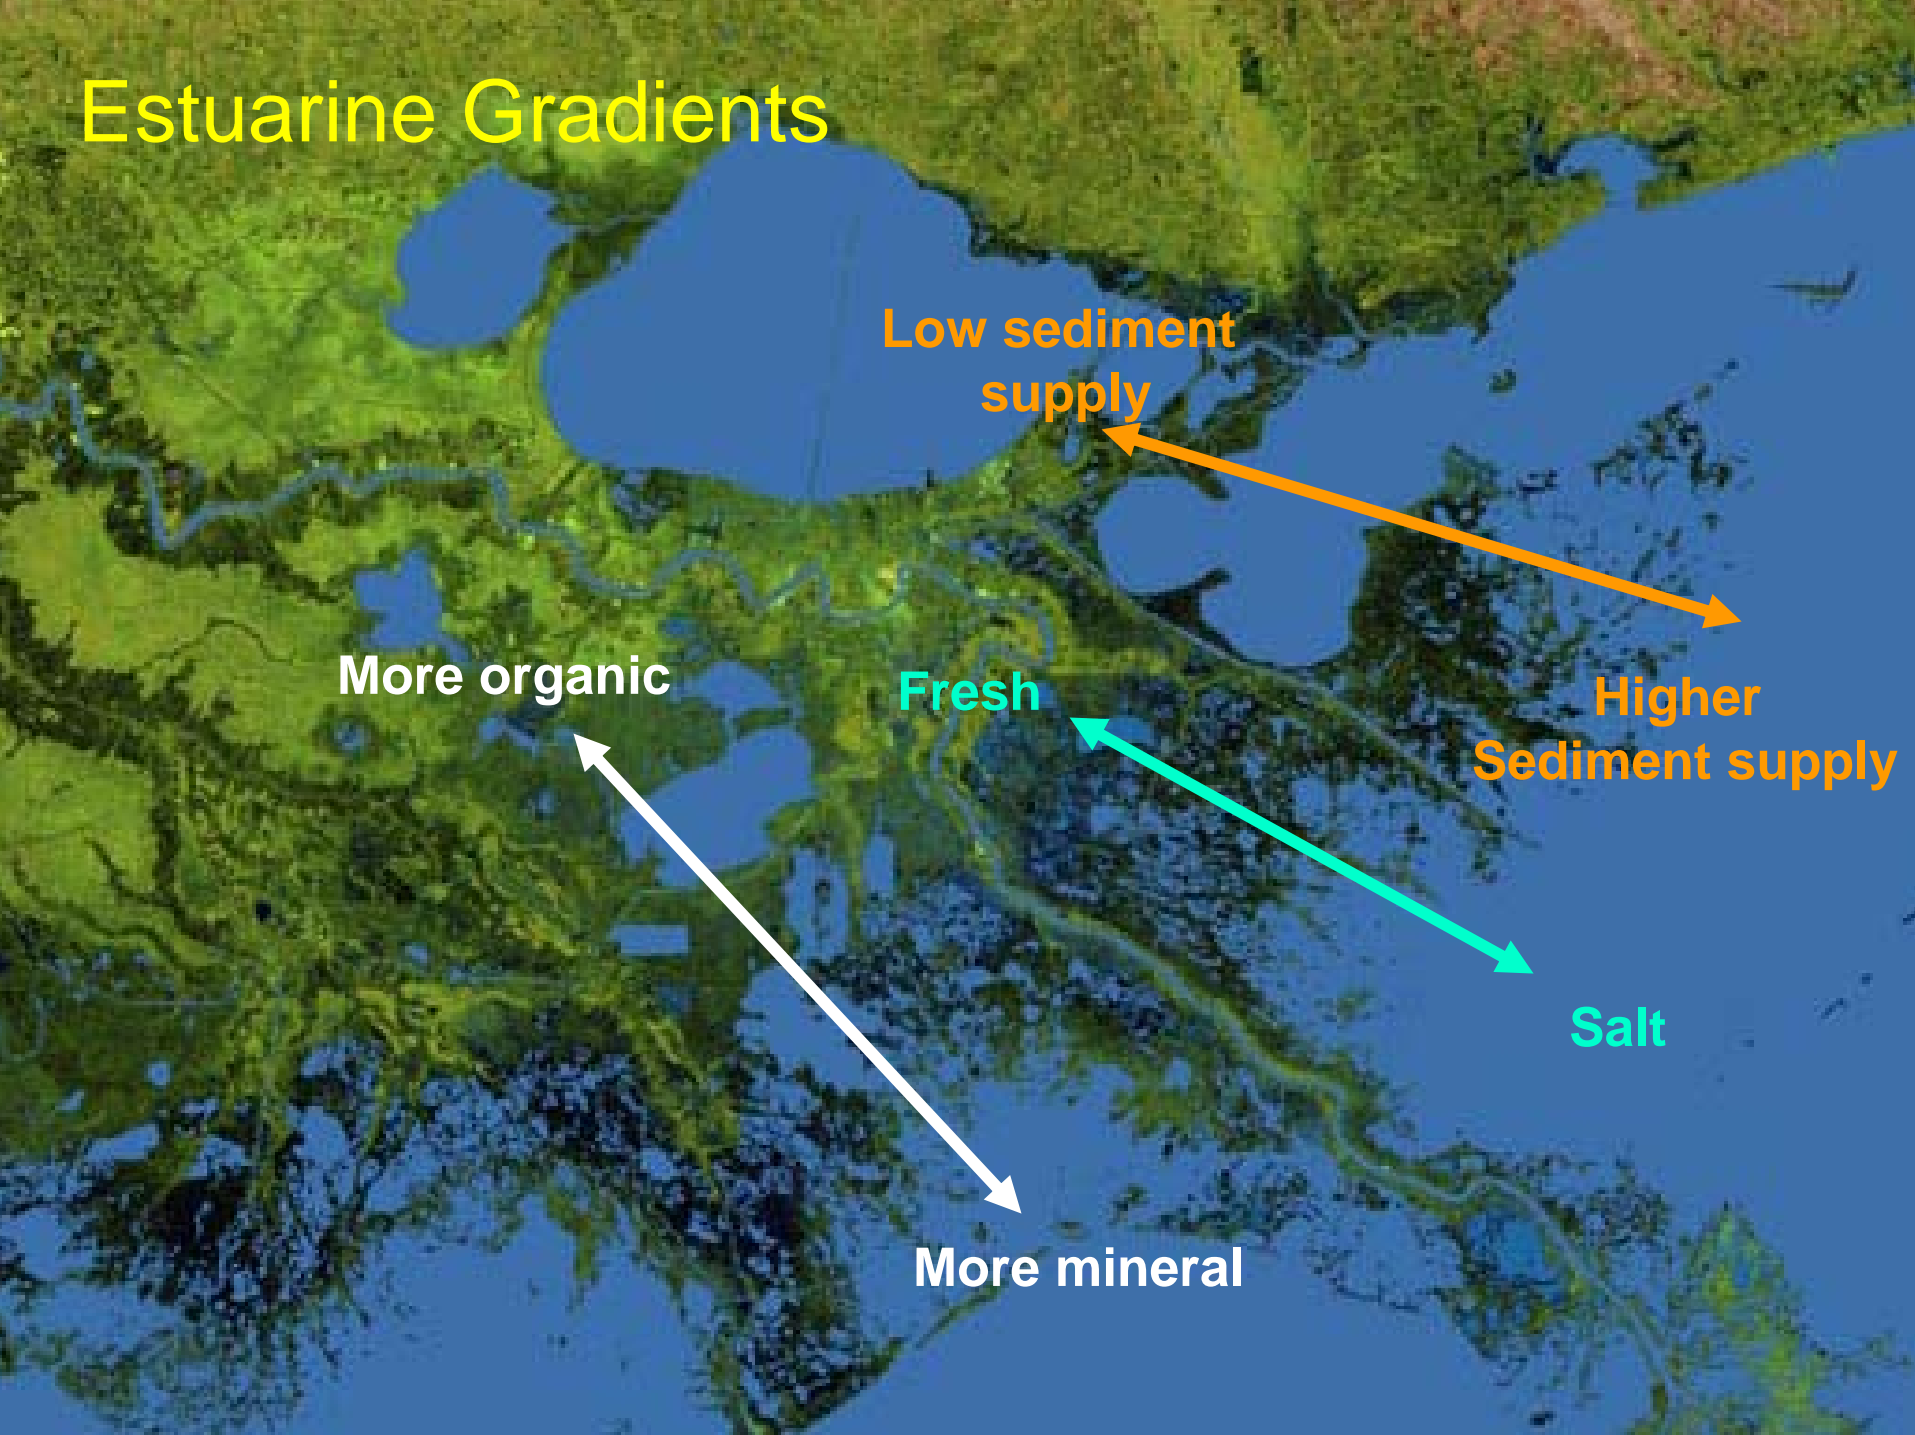 Estuarine Gradients
Low sediment
supply
More organic
Fresh
Higher
Sediment supply
Salt
More mineral